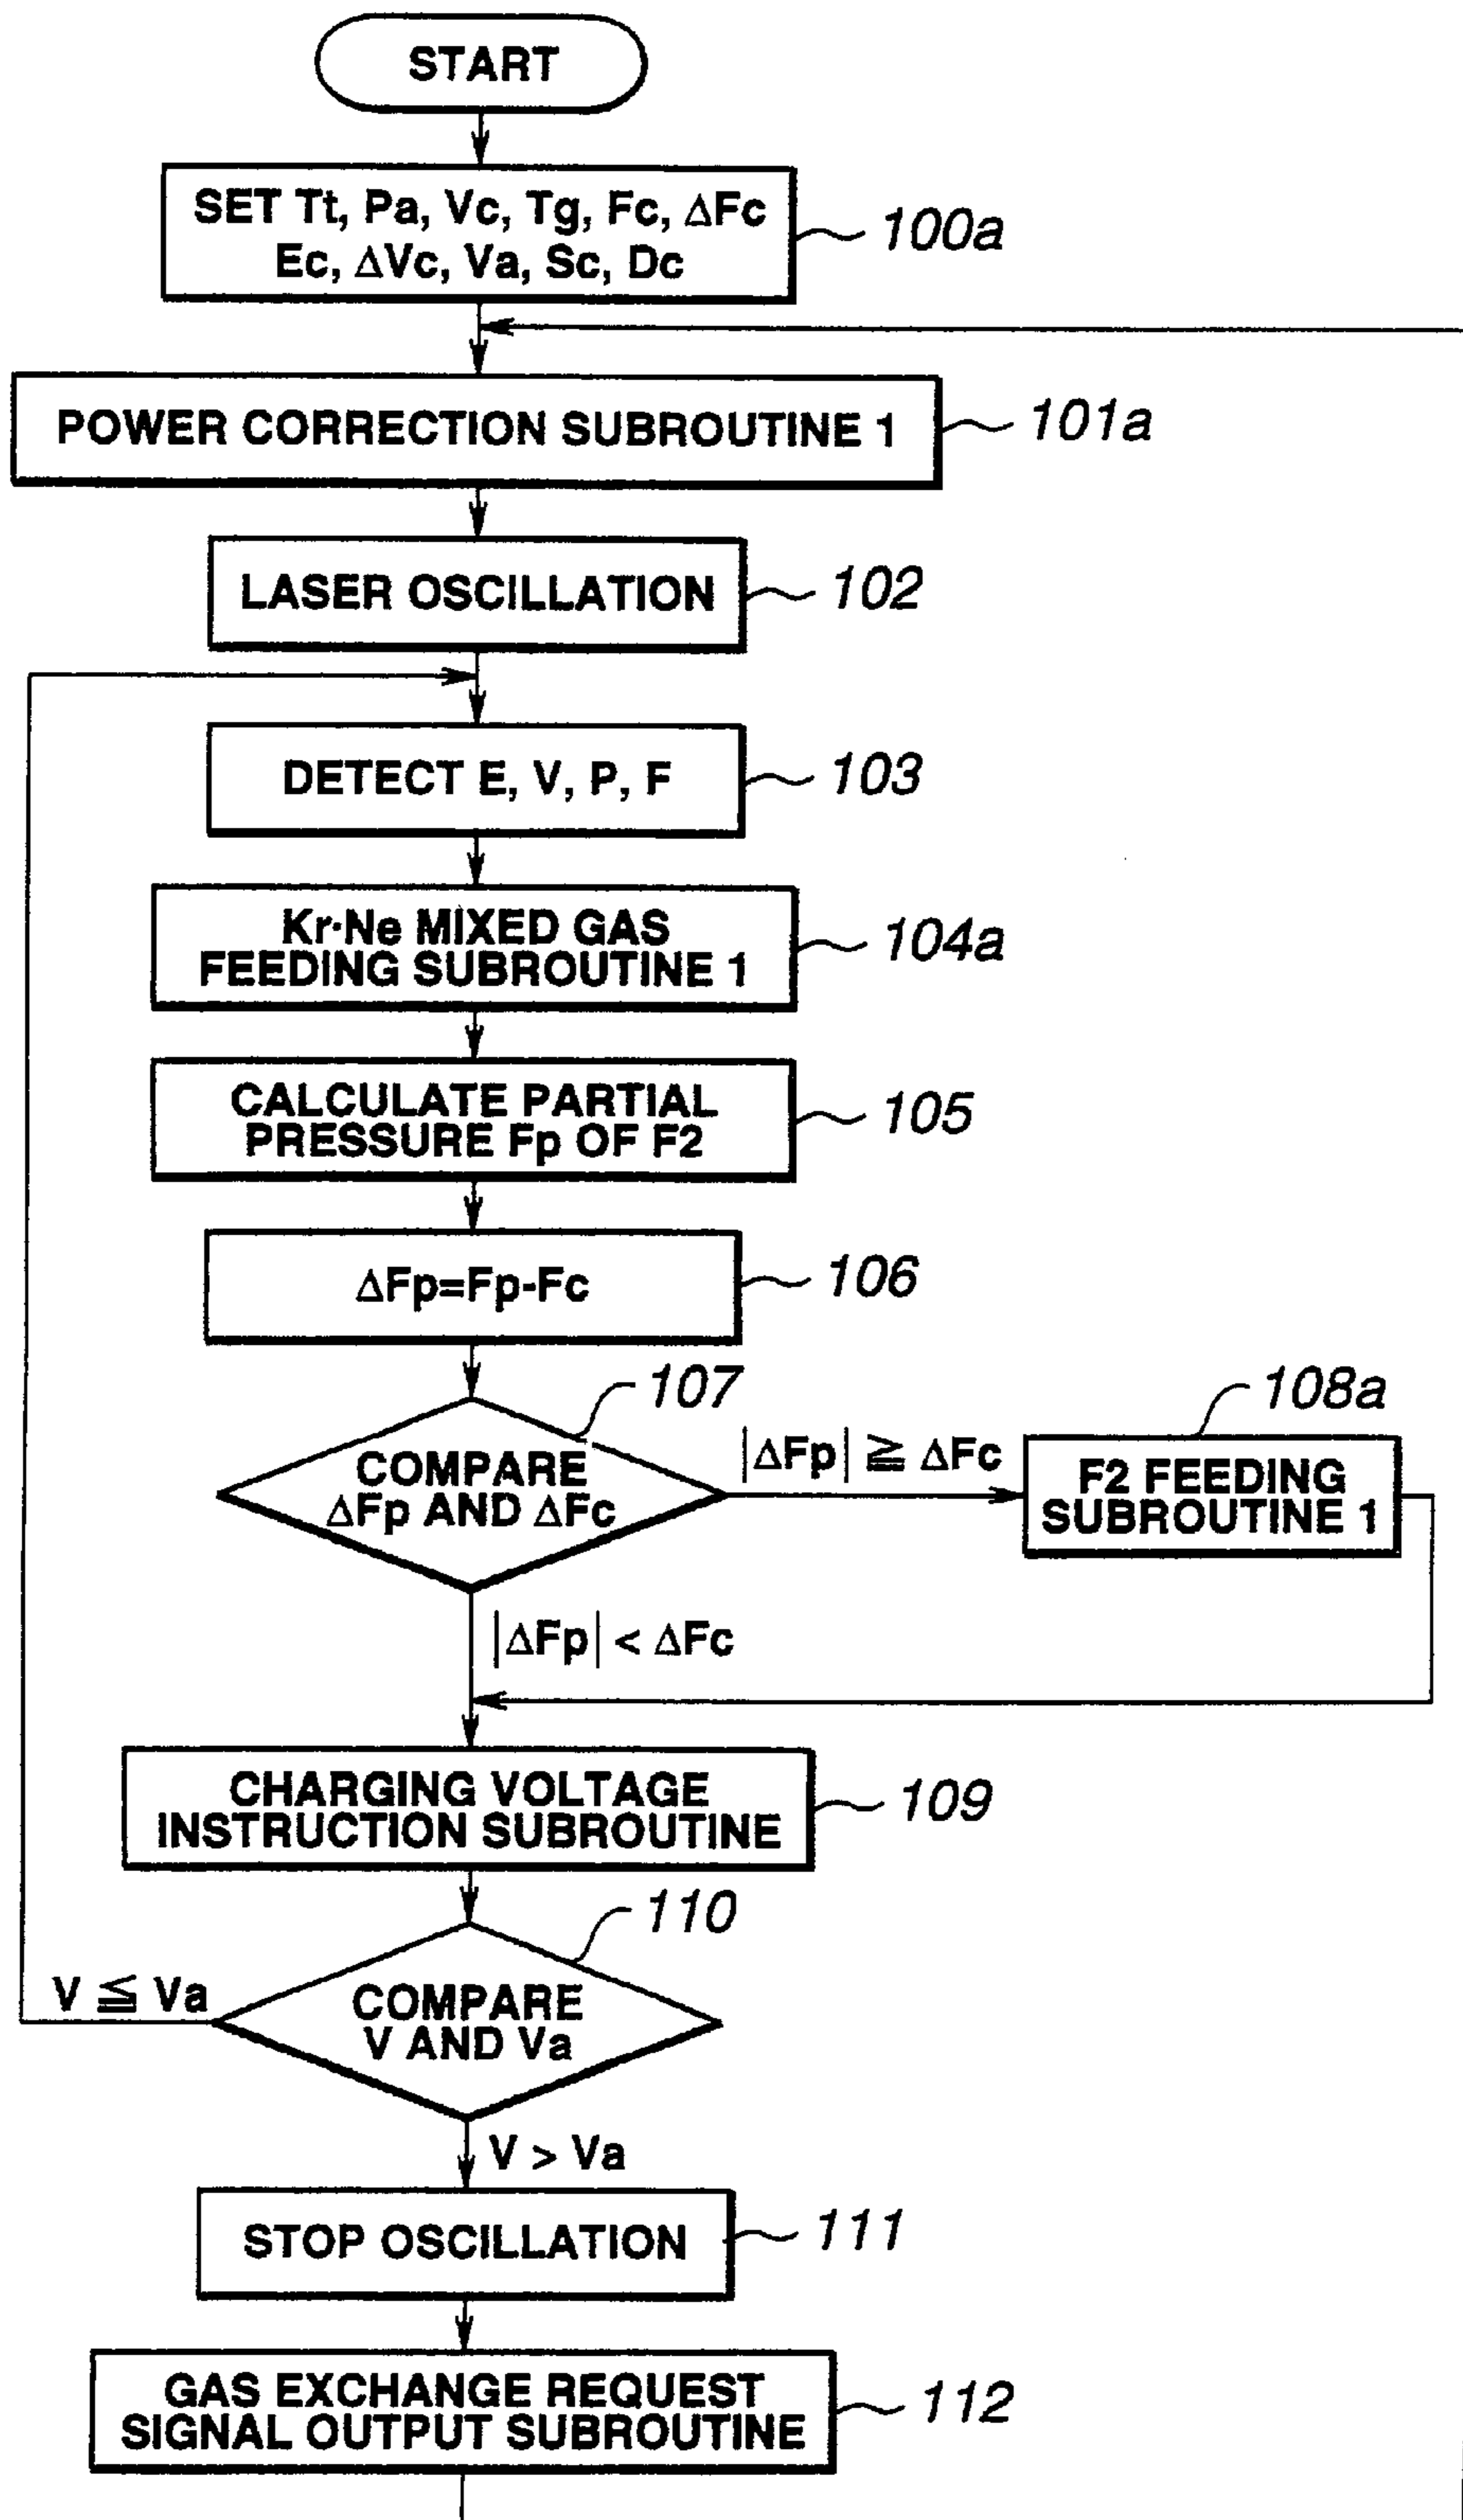 START
SET Tt, Pa, Vc, Tg, Fc, ΔFc
Ec, ΔVc, Va, Sc, Dc
100a
POWER CORRECTION SUBROUTINE 1
101a
LASER OSCILLATION
102
DETECT E, V, P, F
103
Kr·Ne MIXED GAS
FEEDING SUBROUTINE 1
104a
CALCULATE PARTIAL
PRESSURE Fp OF F2
105
ΔFp=Fp-Fc
106
107
COMPARE
ΔFp AND ΔFc
|ΔFp| ≧ ΔFc
108a
F2 FEEDING
SUBROUTINE 1
|ΔFp| < ΔFc
CHARGING VOLTAGE
INSTRUCTION SUBROUTINE
109
110
V ≦ Va
COMPARE
V AND Va
V > Va
STOP OSCILLATION
111
GAS EXCHANGE REQUEST
SIGNAL OUTPUT SUBROUTINE
112